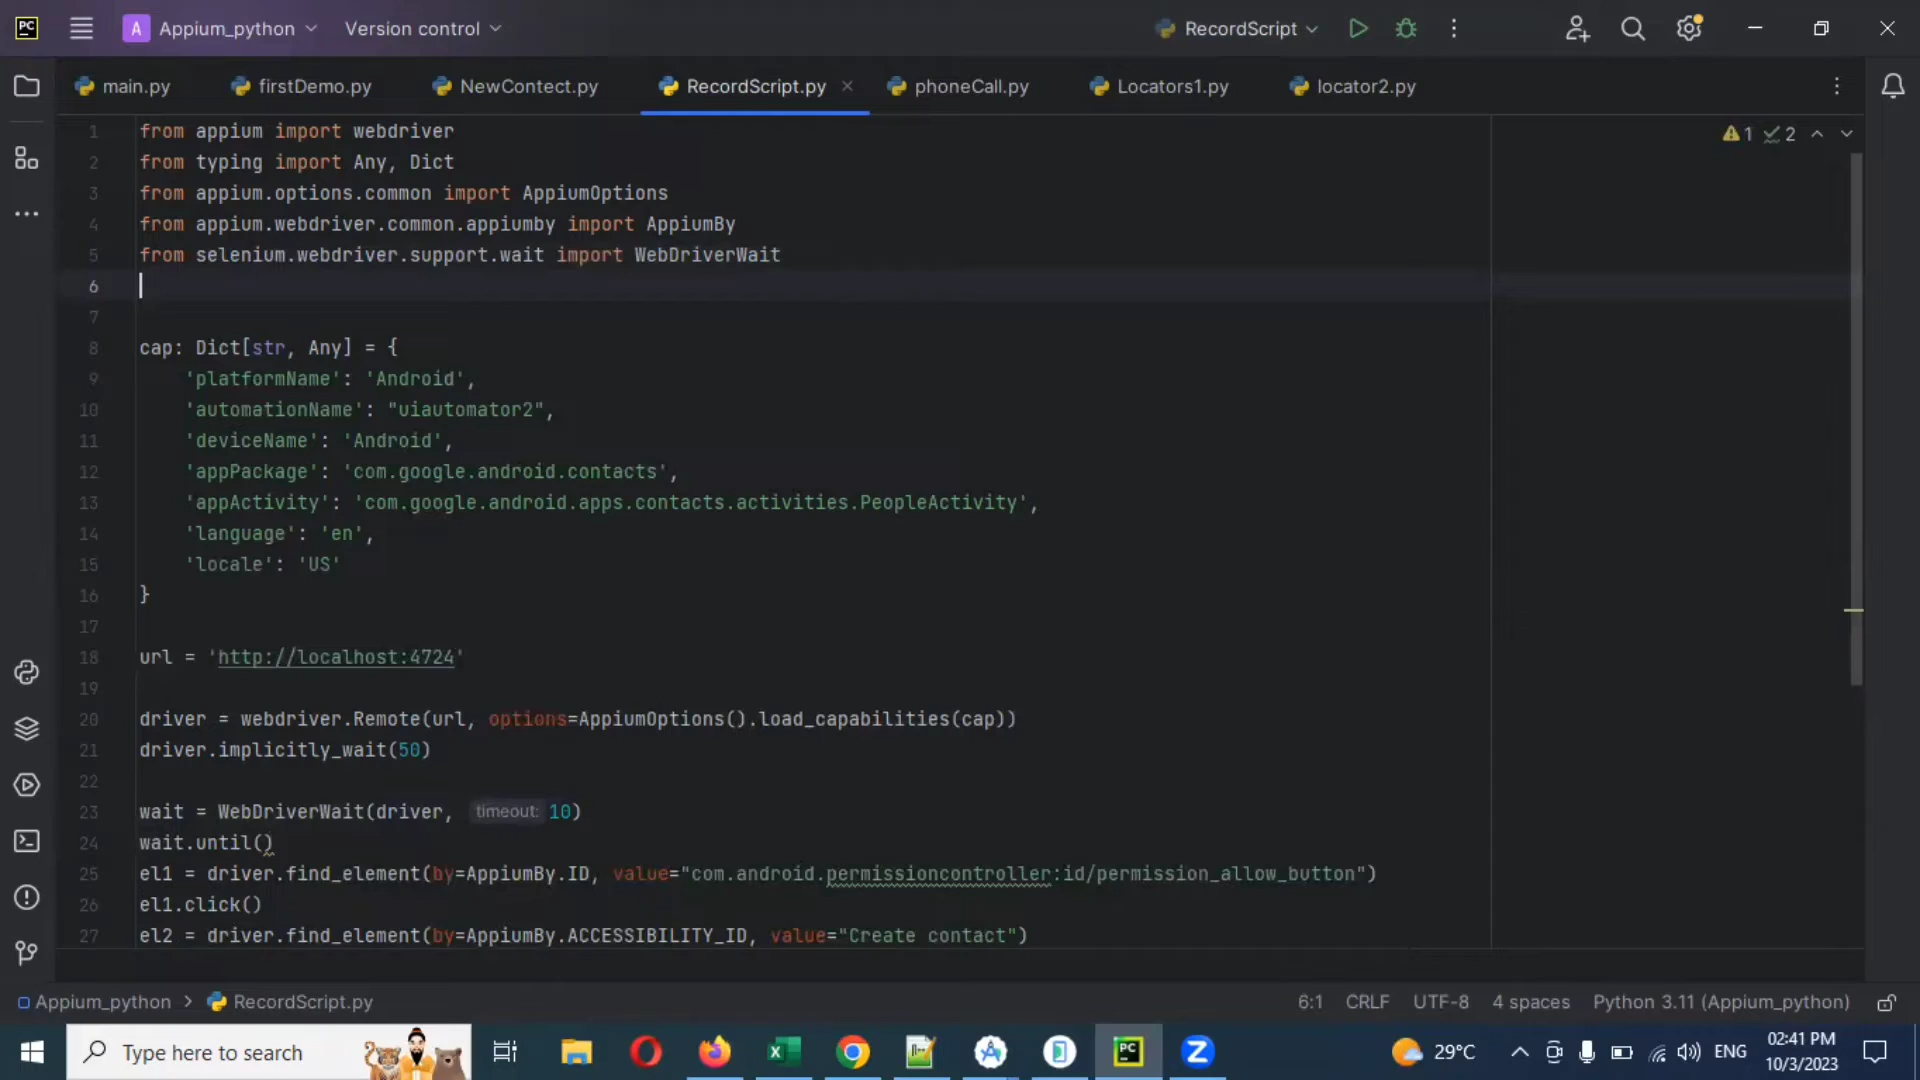 PC
A Appium_python
Version control
RecordScript
main.py
firstDemo.py
NewContect.py
RecordScript.py
phoneCall.py
Locators1.py
locator2.py
1 2
1 from appium import webdriver
2 from typing import Any, Dict
3 from appium.options.common import AppiumOptions
4 from appium.webdriver.common.appiumby import AppiumBy
5 from selenium.webdriver.support.wait import WebDriverWait
6
7
8 cap: Dict[str, Any] = {
9 'platformName': 'Android',
10 'automationName': "uiautomator2",
11 'deviceName': 'Android',
12 'appPackage': 'com.google.android.contacts',
13 'appActivity': 'com.google.android.apps.contacts.activities.PeopleActivity',
14 'language': 'en',
15 'locale': 'US'
16 }
17
18 url = 'http://localhost:4724'
19
20 driver = webdriver.Remote(url, options=AppiumOptions().load_capabilities(cap))
21 driver.implicitly_wait(50)
22
23 wait = WebDriverWait(driver, timeout: 10)
24 wait.until()
25 el1 = driver.find_element(by=AppiumBy.ID, value="com.android.permissioncontroller:id/permission_allow_button")
26 el1.click()
27 el2 = driver.find_element(by=AppiumBy.ACCESSIBILITY_ID, value="Create contact")
Appium_python > RecordScript.py
6:1 CRLF UTF-8 4 spaces Python 3.11 (Appium_python)
Type here to search
PC
29°C
ENG
02:41 PM
10/3/2023